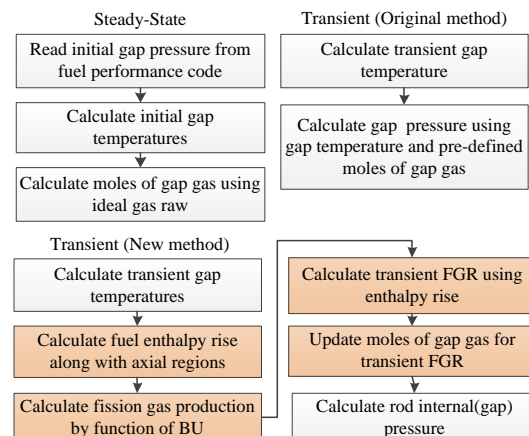 Steady-State
Read initial gap pressure from
fuel performance code
Calculate initial gap
temperatures
Calculate moles of gap gas using
ideal gas raw
Transient (Original method)
Calculate transient gap
temperature
Calculate gap pressure using
gap temperature and pre-defined
moles of gap gas
Transient (New method)
Calculate transient gap
temperatures
Calculate fuel enthalpy rise
along with axial regions
Calculate fission gas production
by function of BU
Calculate transient FGR using
enthalpy rise
Update moles of gap gas for
transient FGR
Calculate rod internal(gap)
pressure